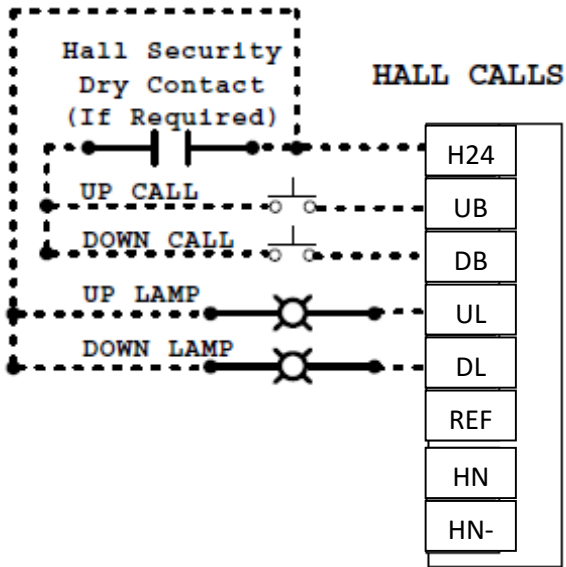 Hall Security
Dry Contact
(If Required)
HALL CALLS
H24
UP CALL
UB
DOWN CALL
DB
UP LAMP
UL
DOWN LAMP
DL
REF
HN
HN-